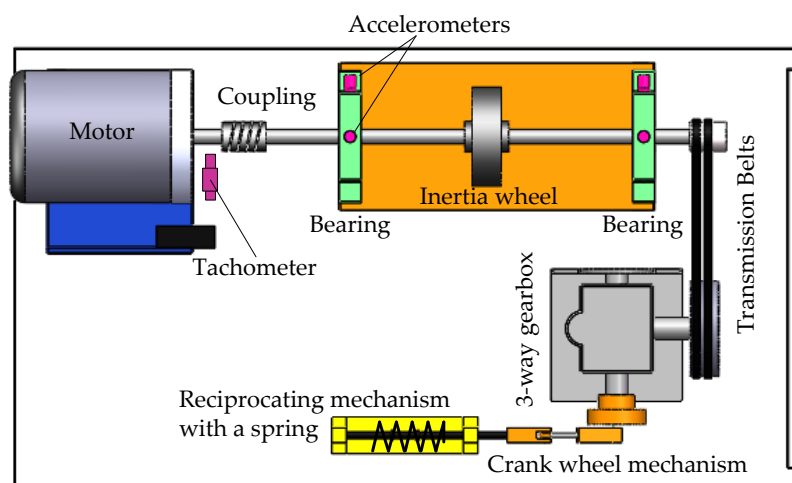 Accelerometers
Coupling
Motor
Inertia wheel
Bearing
Bearing
Tachometer
Transmission Belts
3-way gearbox
Reciprocating mechanism
with a spring
Crank wheel mechanism